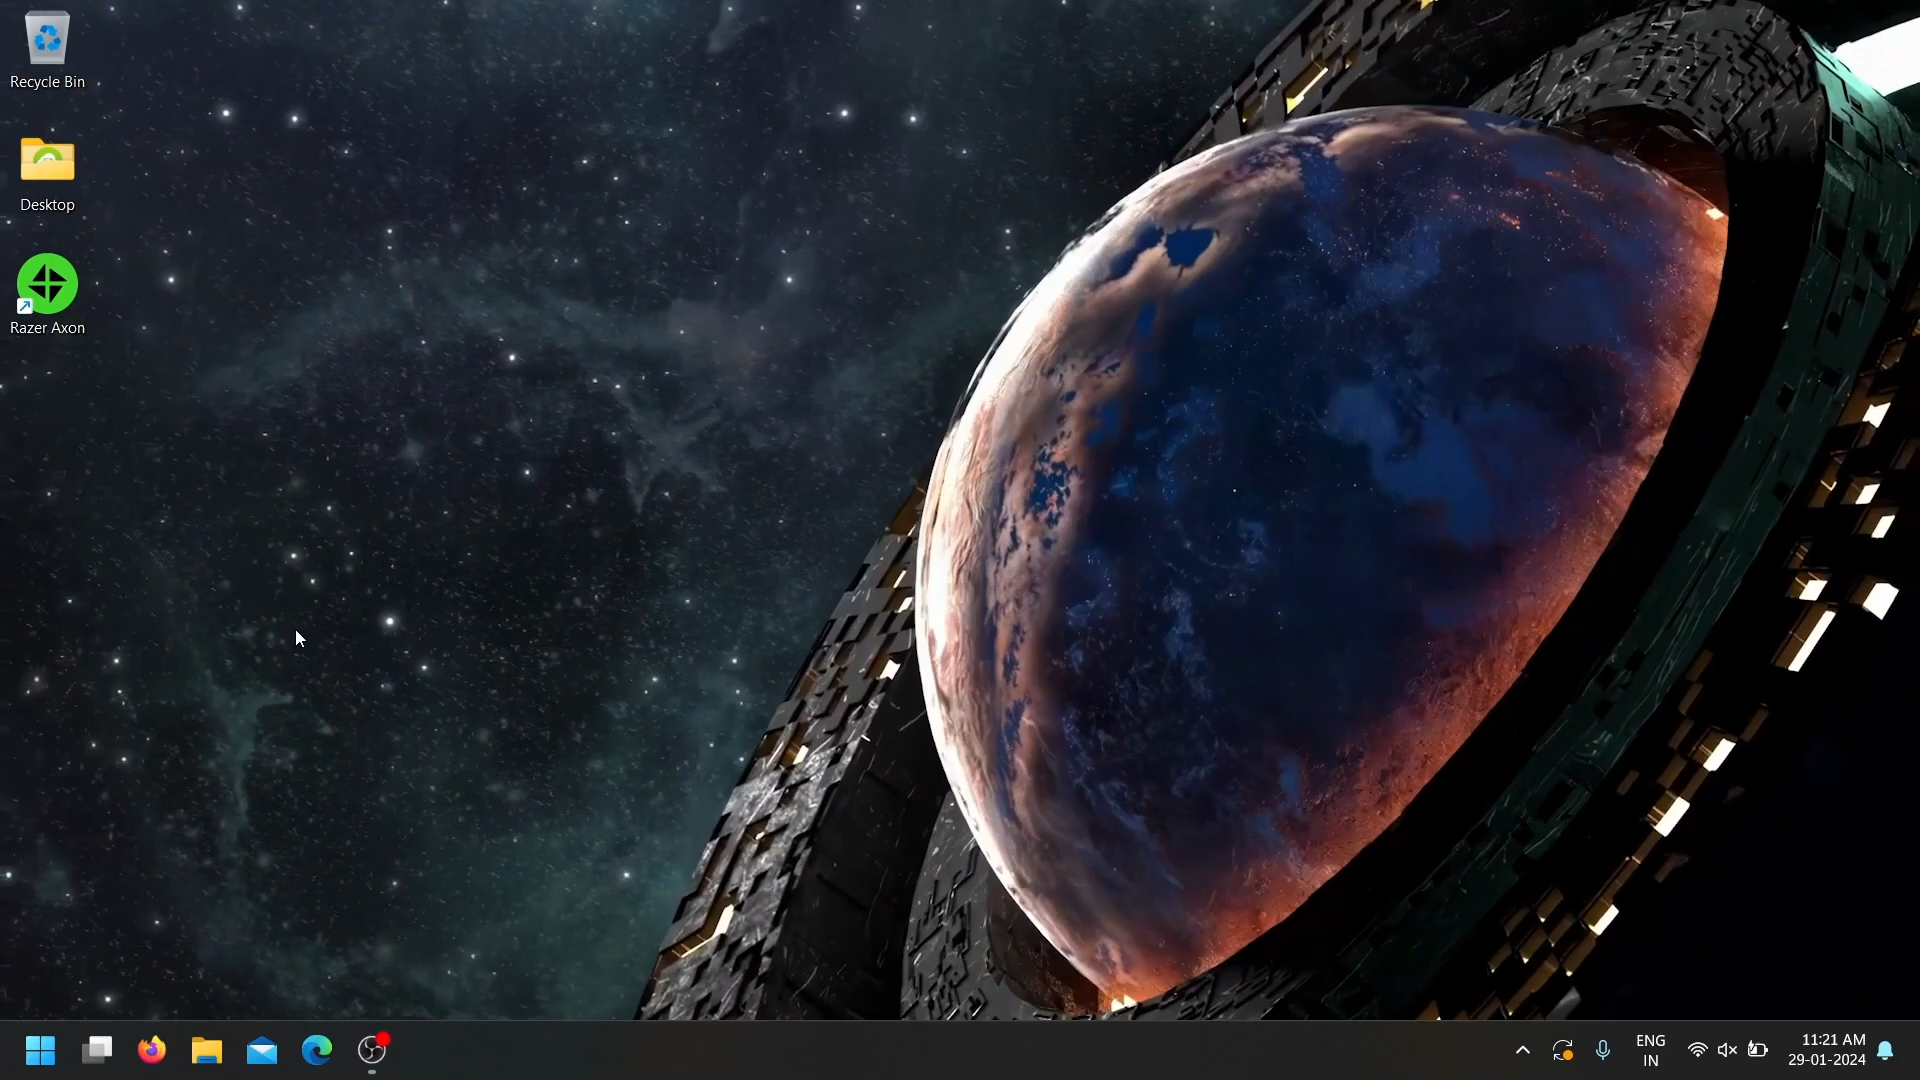 Recycle Bin
Desktop
Razer Axon
ENG
IN
11:21 AM
29-01-2024